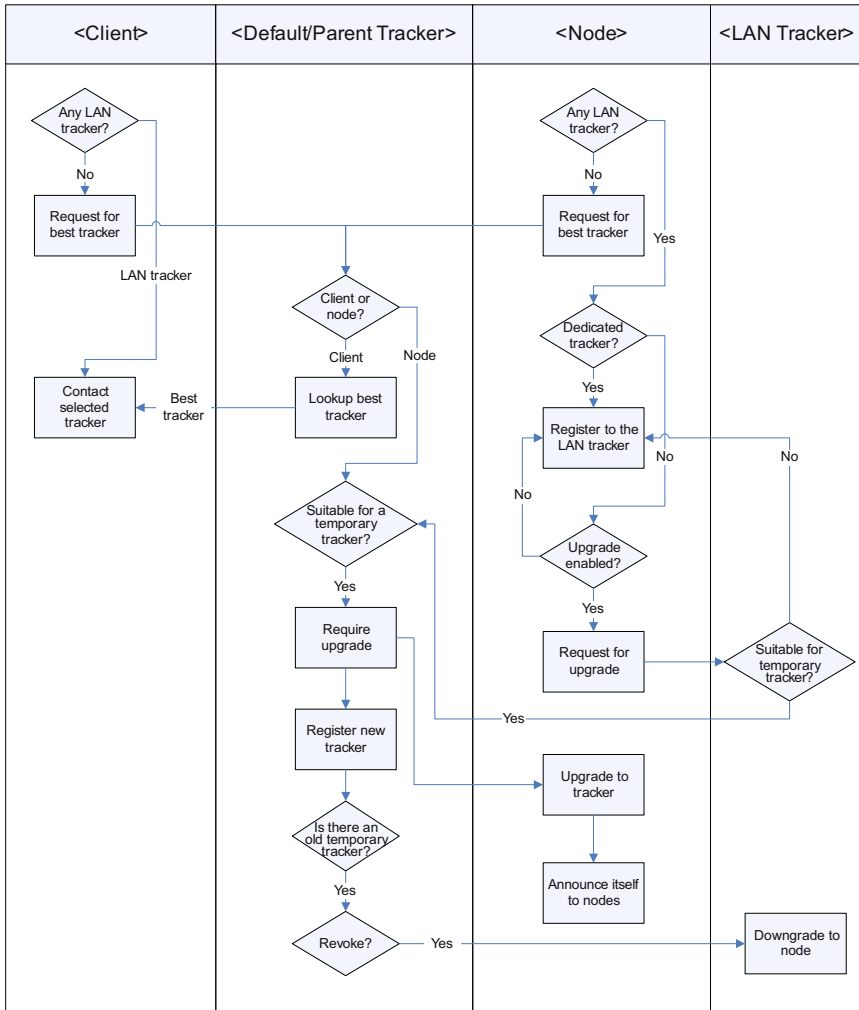 <Client>
<Default/Parent Tracker>
<Node>
<LAN Tracker>
Any LAN
tracker?
No
Request for
best tracker
LAN tracker
Contact
selected
tracker
Best
tracker
Client or
node?
Client
Node
Lookup best
tracker
Suitable for a
temporary
tracker?
Yes
Require
upgrade
Register new
tracker
Is there an
old temporary
tracker?
Yes
Revoke?
Yes
Any LAN
tracker?
No
Yes
Request for
best tracker
Dedicated
tracker?
Yes
No
Register to the
LAN tracker
No
Upgrade
enabled?
Yes
Request for
upgrade
Yes
Upgrade to
tracker
Announce itself
to nodes
No
Suitable for
temporary
tracker?
Downgrade to
node